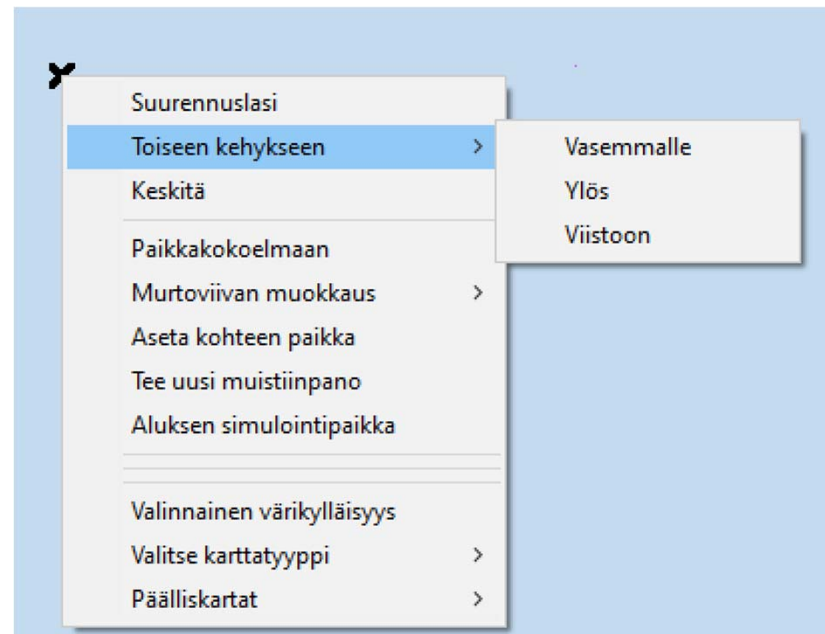 Suurennuslasi
Toiseen kehykseen
Vasemmalle
Keskitä
Ylös
Viistoon
Paikkakokoelmaan
Murtoviivan muokkaus
Aseta kohteen paikka
Tee uusi muistiinpano
Aluksen simulointipaikka
Valinnainen värikylläisyys
Valitse karttatyyppi
Päälliskartat